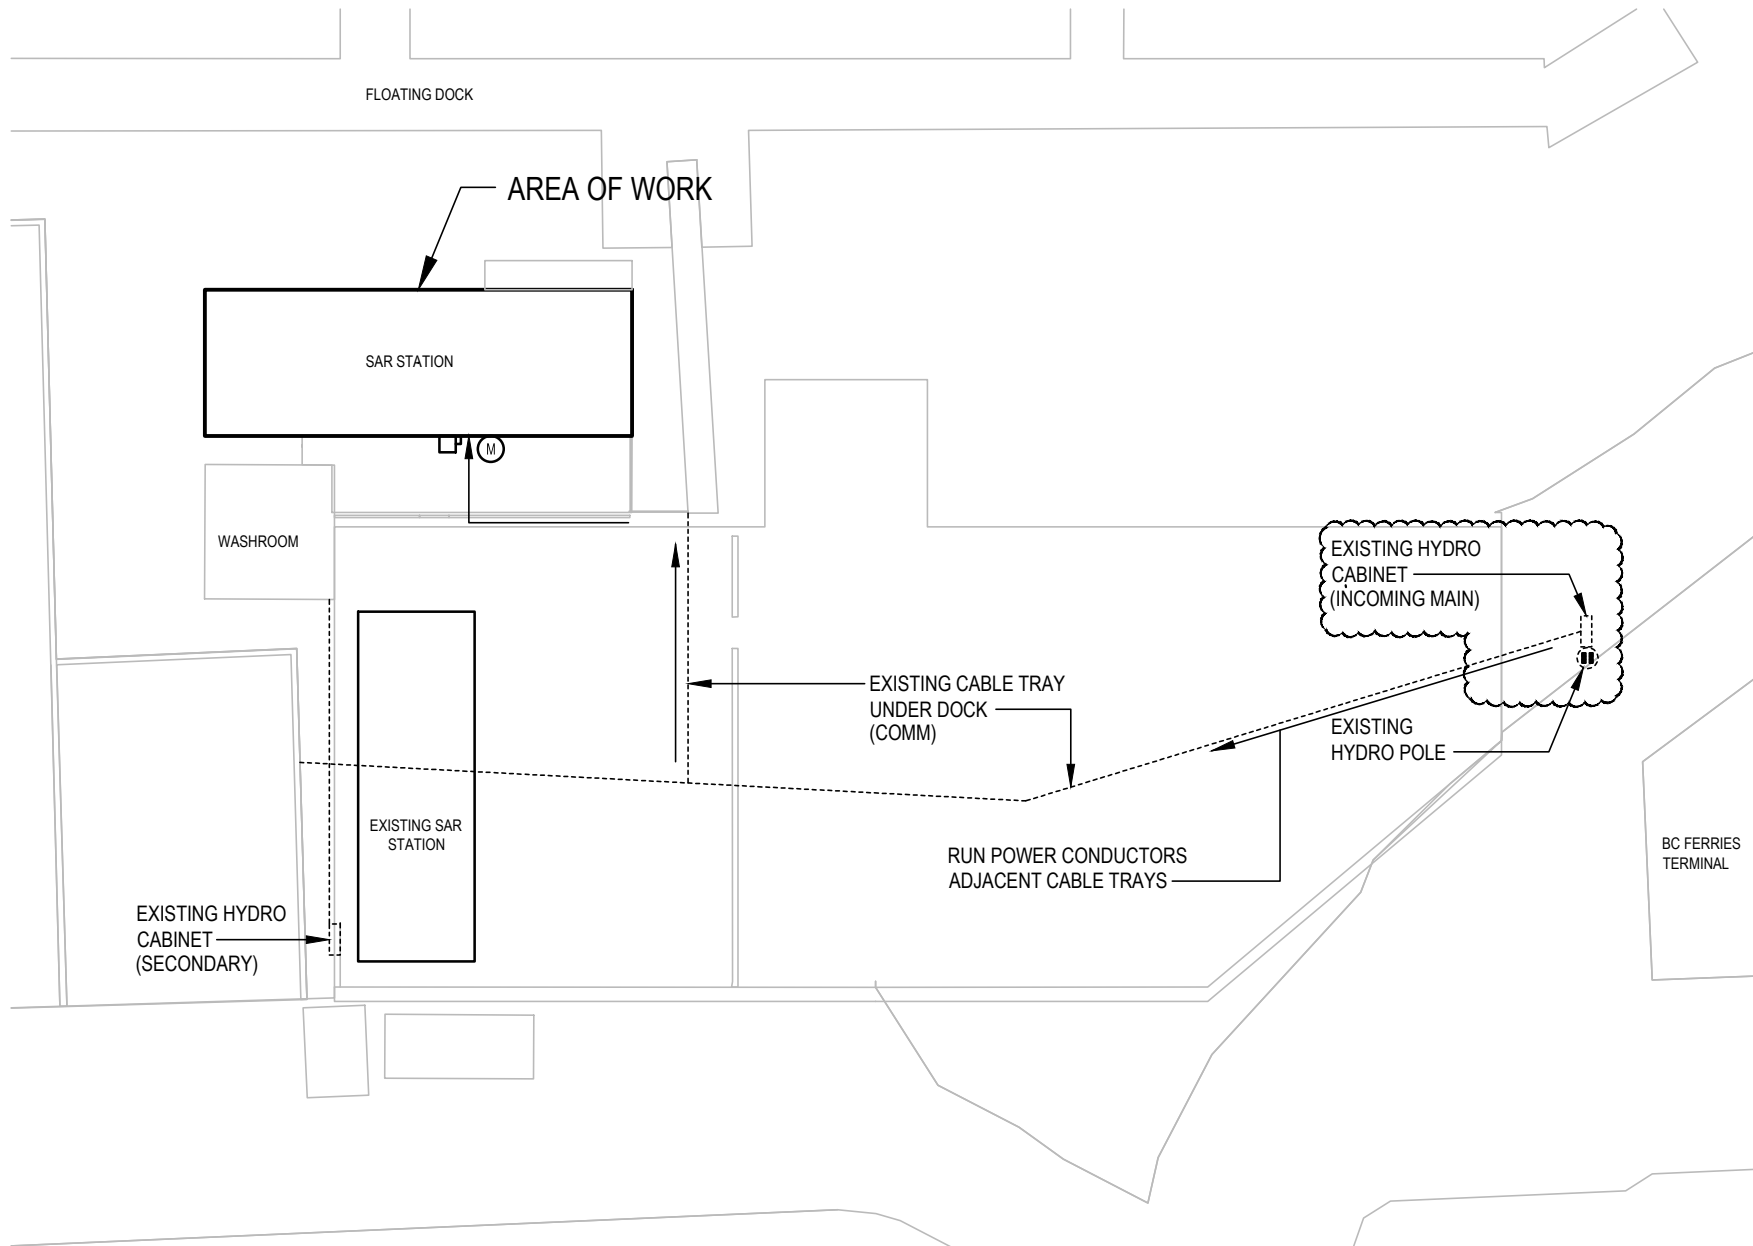 FLOATING DOCK
AREA OF WORK
SAR STATION
M
WASHROOM
EXISTING HYDRO
CABINET
(INCOMING MAIN)
EXISTING CABLE TRAY
UNDER DOCK
(COMM)
EXISTING
HYDRO POLE
EXISTING SAR
STATION
RUN POWER CONDUCTORS
ADJACENT CABLE TRAYS
BC FERRIES
TERMINAL
EXISTING HYDRO
CABINET
(SECONDARY)